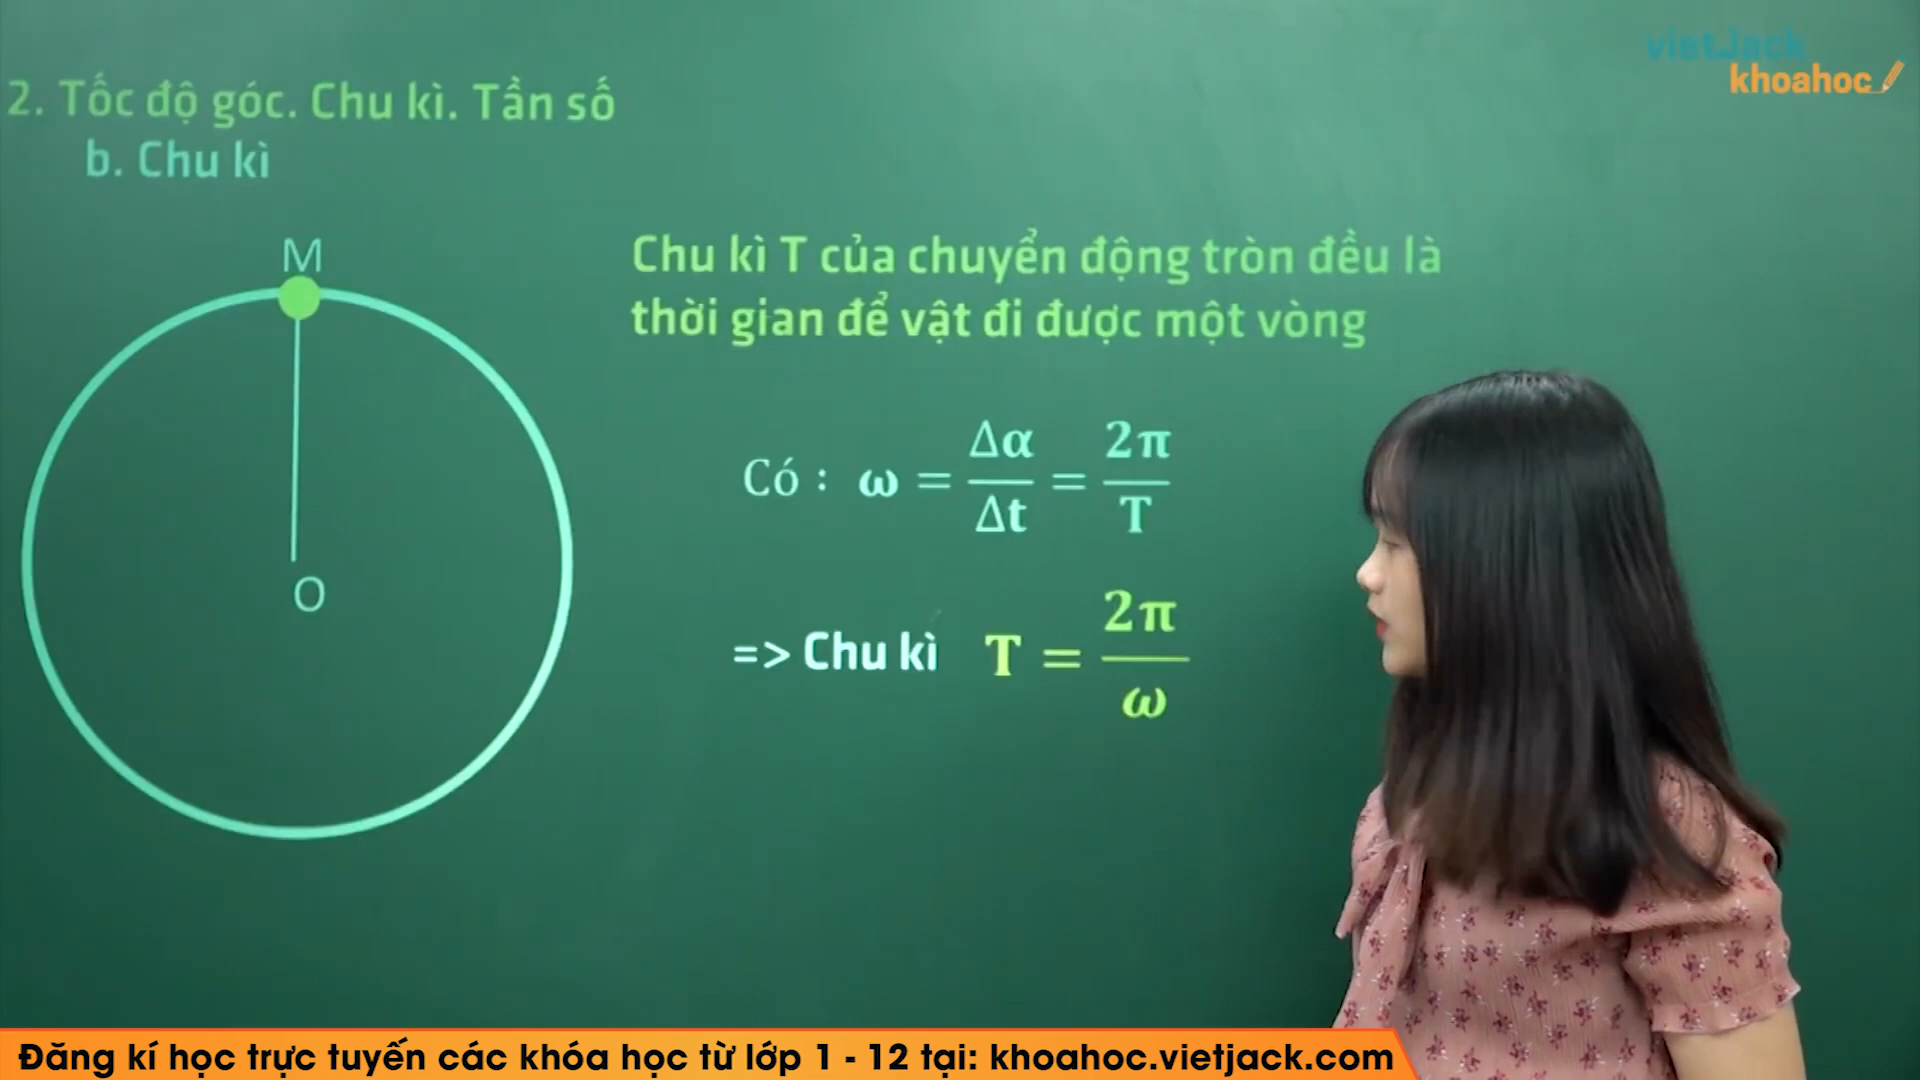 vietJack
khoahoc
2. Tốc độ góc. Chu kì. Tần số
b. Chu kì
M
O
Chu kì T của chuyển động tròn đều là
thời gian để vật đi được một vòng
Có : ω = Δα/Δt = 2π/T
=> Chu kì T = 2π/ω
Đăng kí học trực tuyến các khóa học từ lớp 1 - 12 tại: khoahoc.vietjack.com